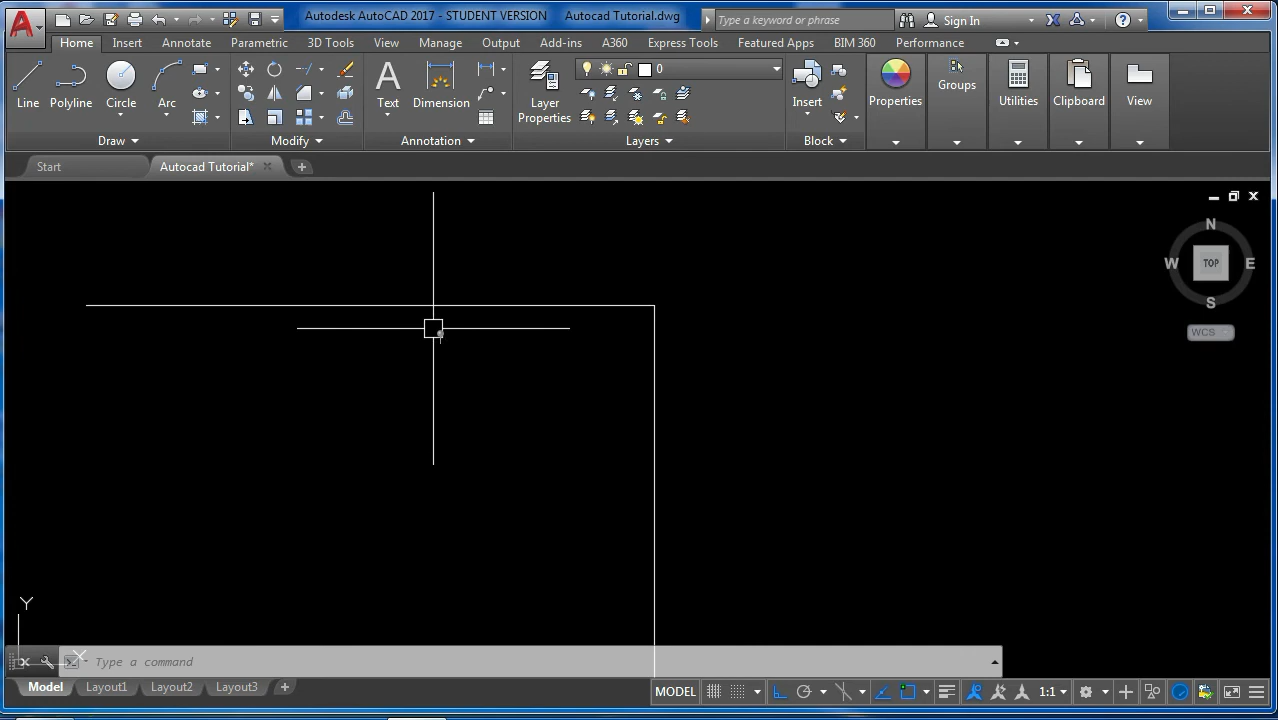 Autodesk AutoCAD 2017 - STUDENT VERSION Autocad Tutorial.dwg Type a keyword or phrase Sign In
Home Insert Annotate Parametric 3D Tools View Manage Output Add-ins A360 Express Tools Featured Apps BIM 360 Performance
Line Polyline Circle Arc Text Dimension Layer Properties 0 Insert Properties Groups Utilities Clipboard View
Draw Modify Annotation Layers Block
Start Autocad Tutorial*
N
W TOP E
S
WCS
Y
X
Type a command
Model Layout1 Layout2 Layout3 MODEL 1:1